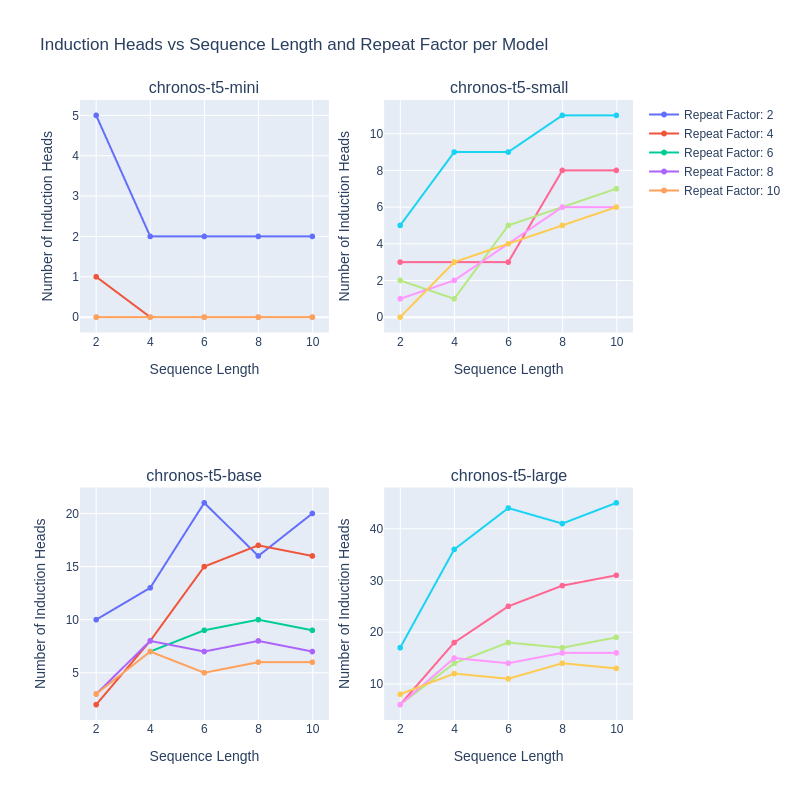 Induction Heads vs Sequence Length and Repeat Factor per Model
chronos-t5-mini
Number of Induction Heads
5
4
3
2
1
0
2 4 6 8 10
Sequence Length
chronos-t5-small
Number of Induction Heads
10
8
6
4
2
0
2 4 6 8 10
Sequence Length
Repeat Factor: 2
Repeat Factor: 4
Repeat Factor: 6
Repeat Factor: 8
Repeat Factor: 10
chronos-t5-base
Number of Induction Heads
20
15
10
5
2 4 6 8 10
Sequence Length
chronos-t5-large
Number of Induction Heads
40
30
20
10
2 4 6 8 10
Sequence Length